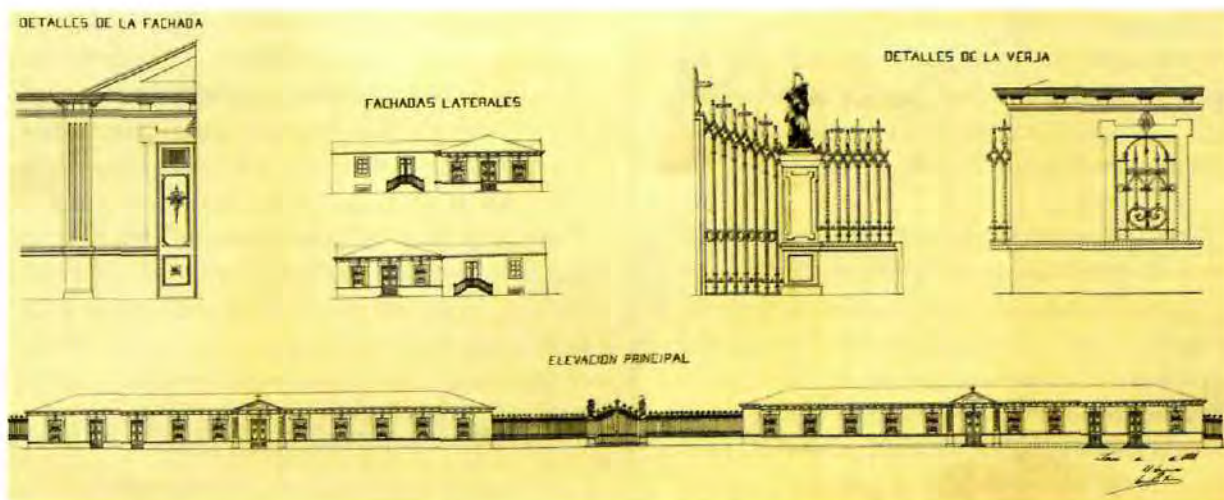 DETALLES DE LA FACHADA
FACHADAS LATERALES
DETALLES DE LA VERJA
ELEVACION PRINCIPAL